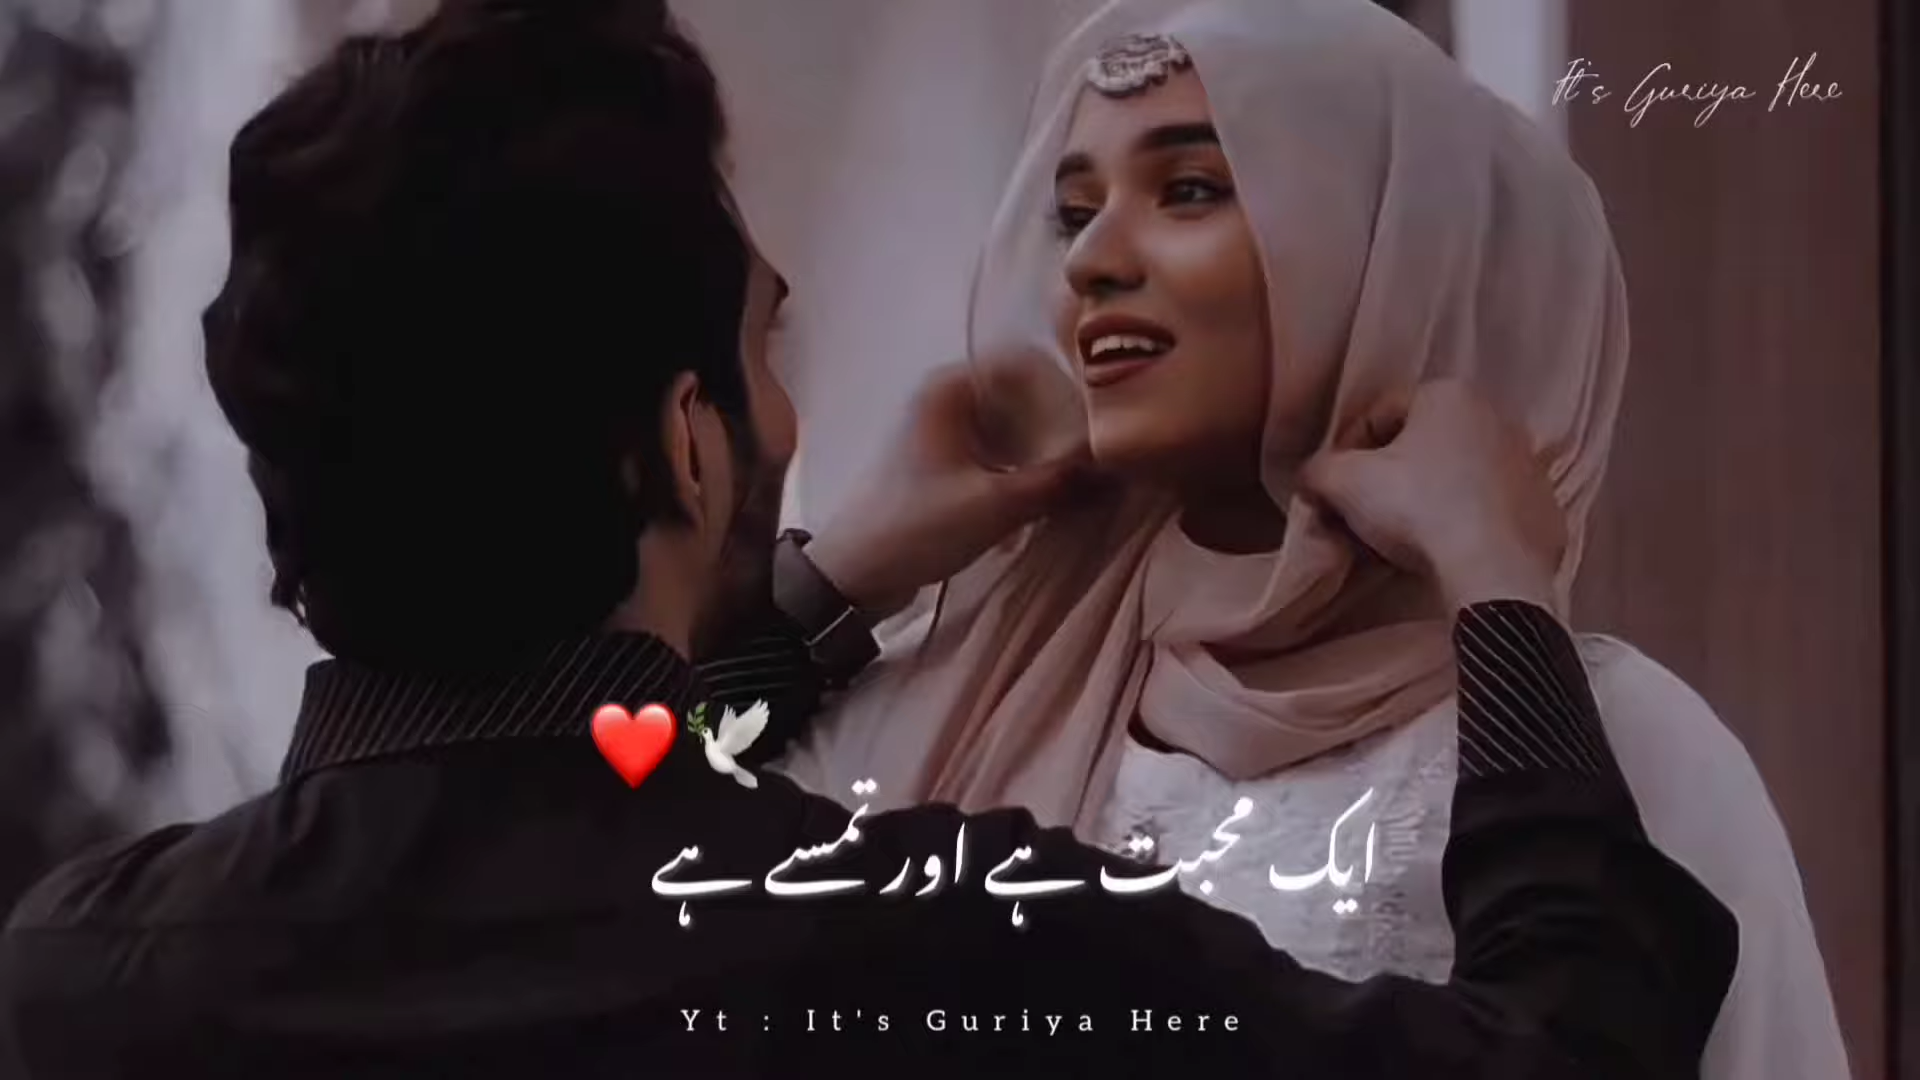 It's Guriya Here
❤️🕊️
ایک محبت ہے اور تمسے ہے
Yt : It's Guriya Here